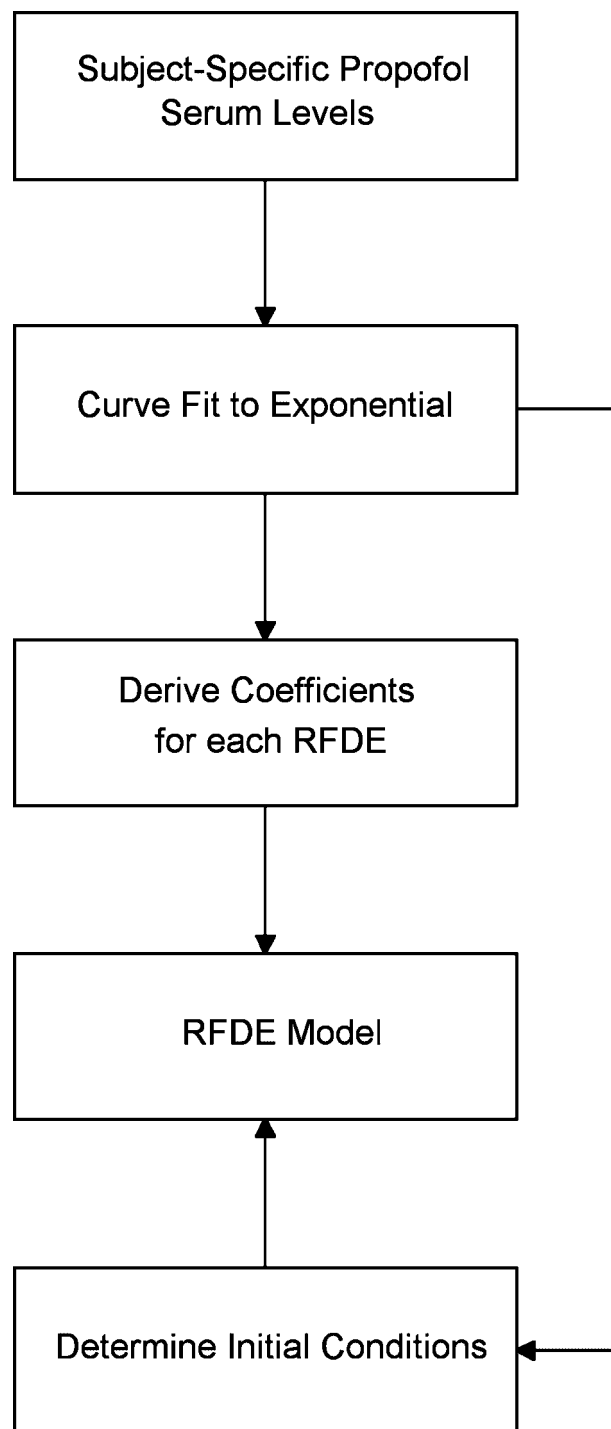 Subject-Specific Propofol
Serum Levels
Curve Fit to Exponential
Derive Coefficients
for each RFDE
RFDE Model
Determine Initial Conditions